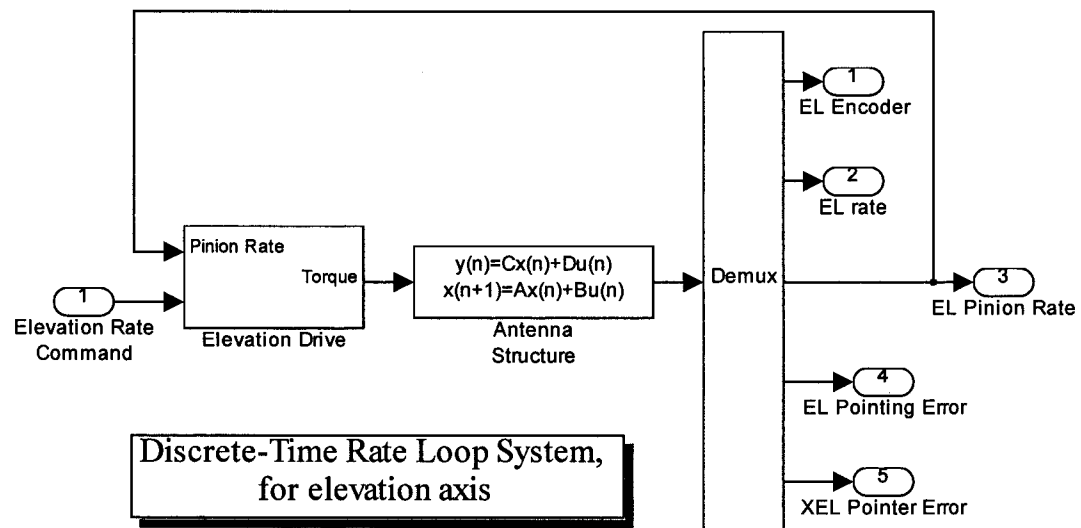 1
EL Encoder
2
EL rate
Pinion Rate
Torque
y(n)=Cx(n)+Du(n)
x(n+1)=Ax(n)+Bu(n)
Demux
3
EL Pinion Rate
1
Elevation Rate
Command
Elevation Drive
Antenna
Structure
4
EL Pointing Error
Discrete-Time Rate Loop System,
for elevation axis
5
XEL Pointer Error